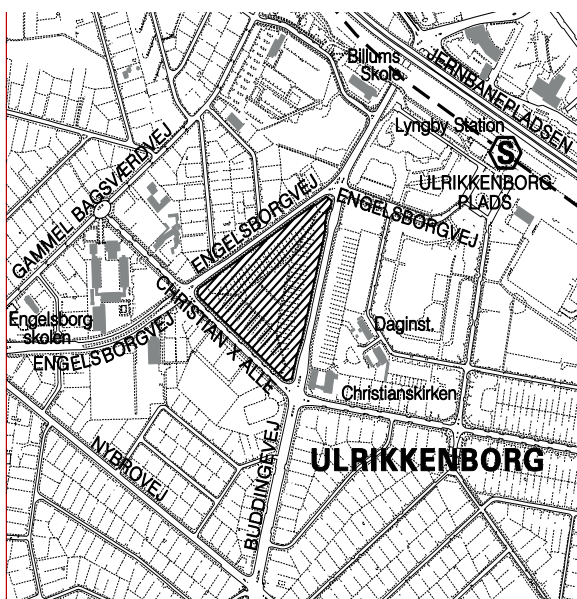 Billums
Skole
JERNBANEPLADSEN
Lyngby Station
S
ULRIKKENBORG
PLADS
GAMMEL BAGSVÆRDVEJ
ENGELSBORGVEJ
ENGELSBORGVEJ
CHRISTIAN X ALLE
Engelsborg
skolen
ENGELSBORGVEJ
Daginst.
Christianskirken
NYBROVEJ
BUDDINGEVEJ
ULRIKKENBORG